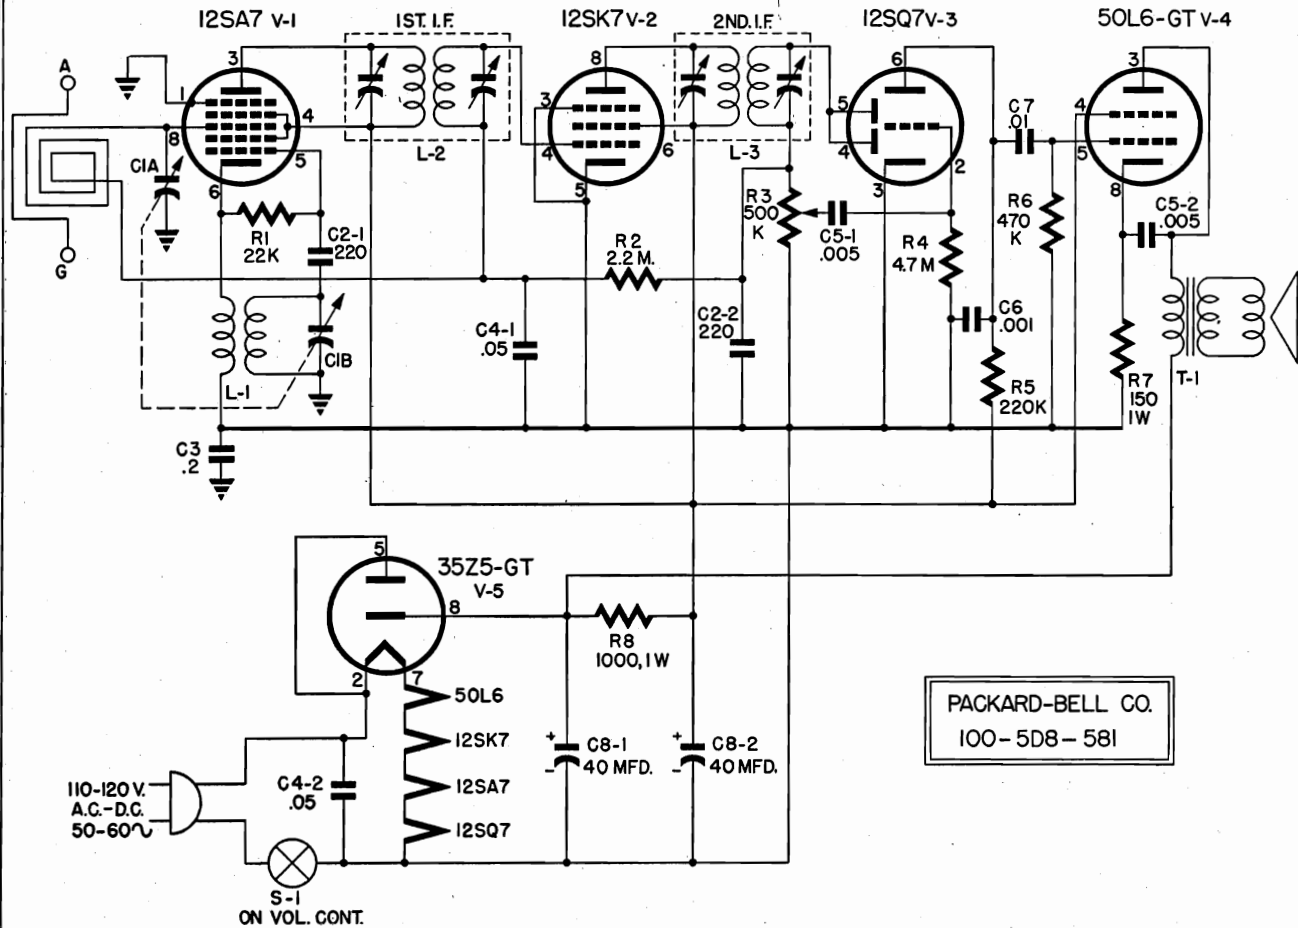 12SA7 V-1
1ST. I.F.
12SK7 V-2
2ND. I.F.
12SQ7 V-3
50L6-GT V-4
A
G
3
1
8
4
5
6
C1A
R1
22K
C2-1
220
L-2
8
3
4
6
5
L-3
6
5
4
3
2
C7
.01
3
4
5
8
R3
500
K
C5-1
.005
R4
4.7M
R6
470
K
C5-2
.005
R2
2.2 M.
C4-1
.05
C2-2
220
C6
.001
R5
220K
R7
150
1W
T-1
L-1
C1B
C3
.2
5
35Z5-GT
V-5
8
2
7
R8
1000, 1W
50L6
12SK7
12SA7
12SQ7
+
C8-1
40 MFD.
-
+
C8-2
40 MFD.
-
PACKARD-BELL CO.
100-5D8-581
110-120 V.
A.C.-D.C.
50-60∿
C4-2
.05
S-1
ON VOL. CONT.